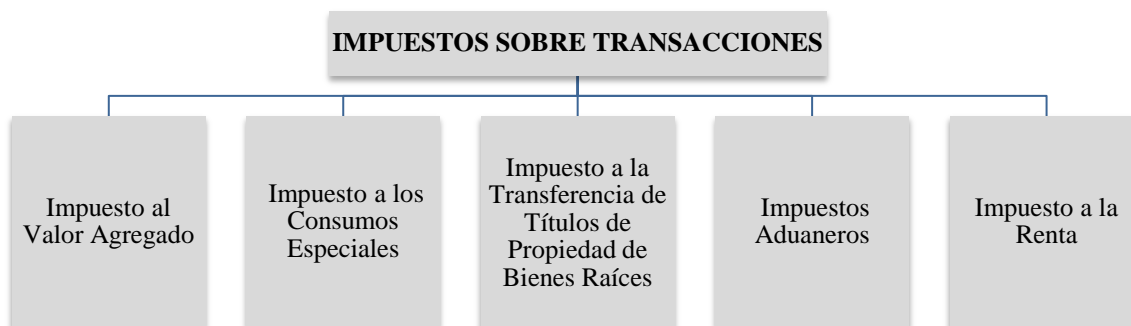 IMPUESTOS SOBRE TRANSACCIONES
Impuesto al
Valor Agregado
Impuesto a los
Consumos
Especiales
Impuesto a la
Transferencia de
Títulos de
Propiedad de
Bienes Raíces
Impuestos
Aduaneros
Impuesto a la
Renta